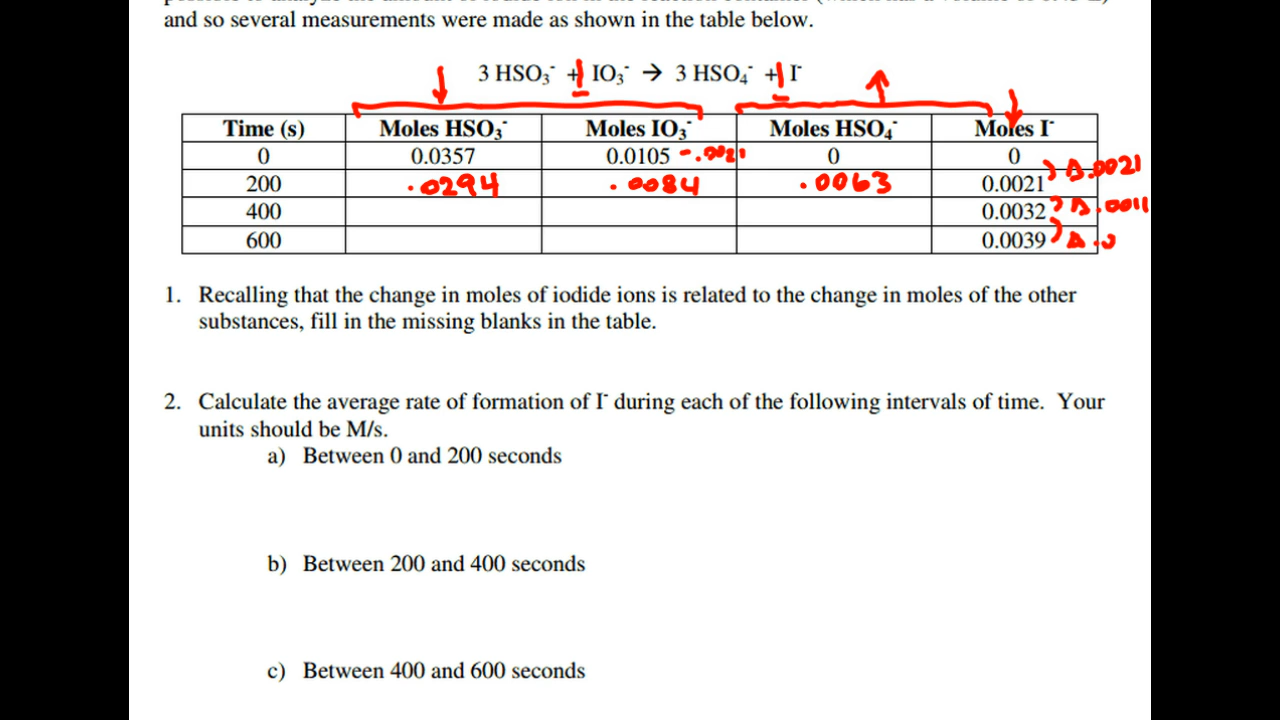 and so several measurements were made as shown in the table below.
3 HSO₃⁻ + 1 IO₃⁻ → 3 HSO₄⁻ + 1 I⁻
Time (s) Moles HSO₃⁻ Moles IO₃⁻ Moles HSO₄⁻ Moles I⁻
0 0.0357 0.0105 -.0021 0 0
Δ.0021
200 .0294 .0084 .0063 0.0021
400 0.0032 Δ.0011
600 0.0039 Δ.0
1. Recalling that the change in moles of iodide ions is related to the change in moles of the other
substances, fill in the missing blanks in the table.
2. Calculate the average rate of formation of I⁻ during each of the following intervals of time. Your
units should be M/s.
a) Between 0 and 200 seconds
b) Between 200 and 400 seconds
c) Between 400 and 600 seconds